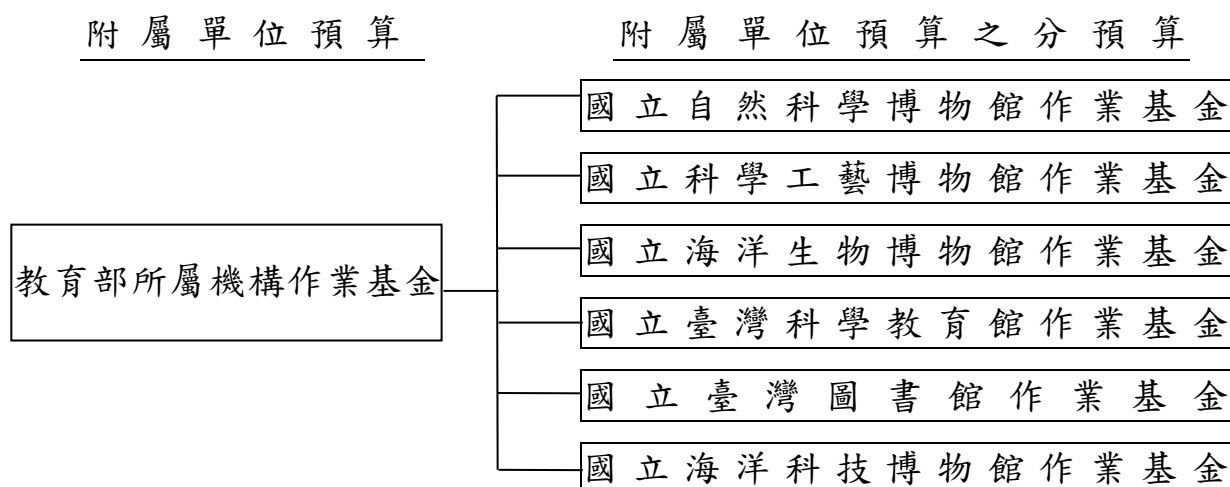 附屬單位預算
附屬單位預算之分預算
教育部所屬機構作業基金
國立自然科學博物館作業基金
國立科學工藝博物館作業基金
國立海洋生物博物館作業基金
國立臺灣科學教育館作業基金
國立臺灣圖書館作業基金
國立海洋科技博物館作業基金